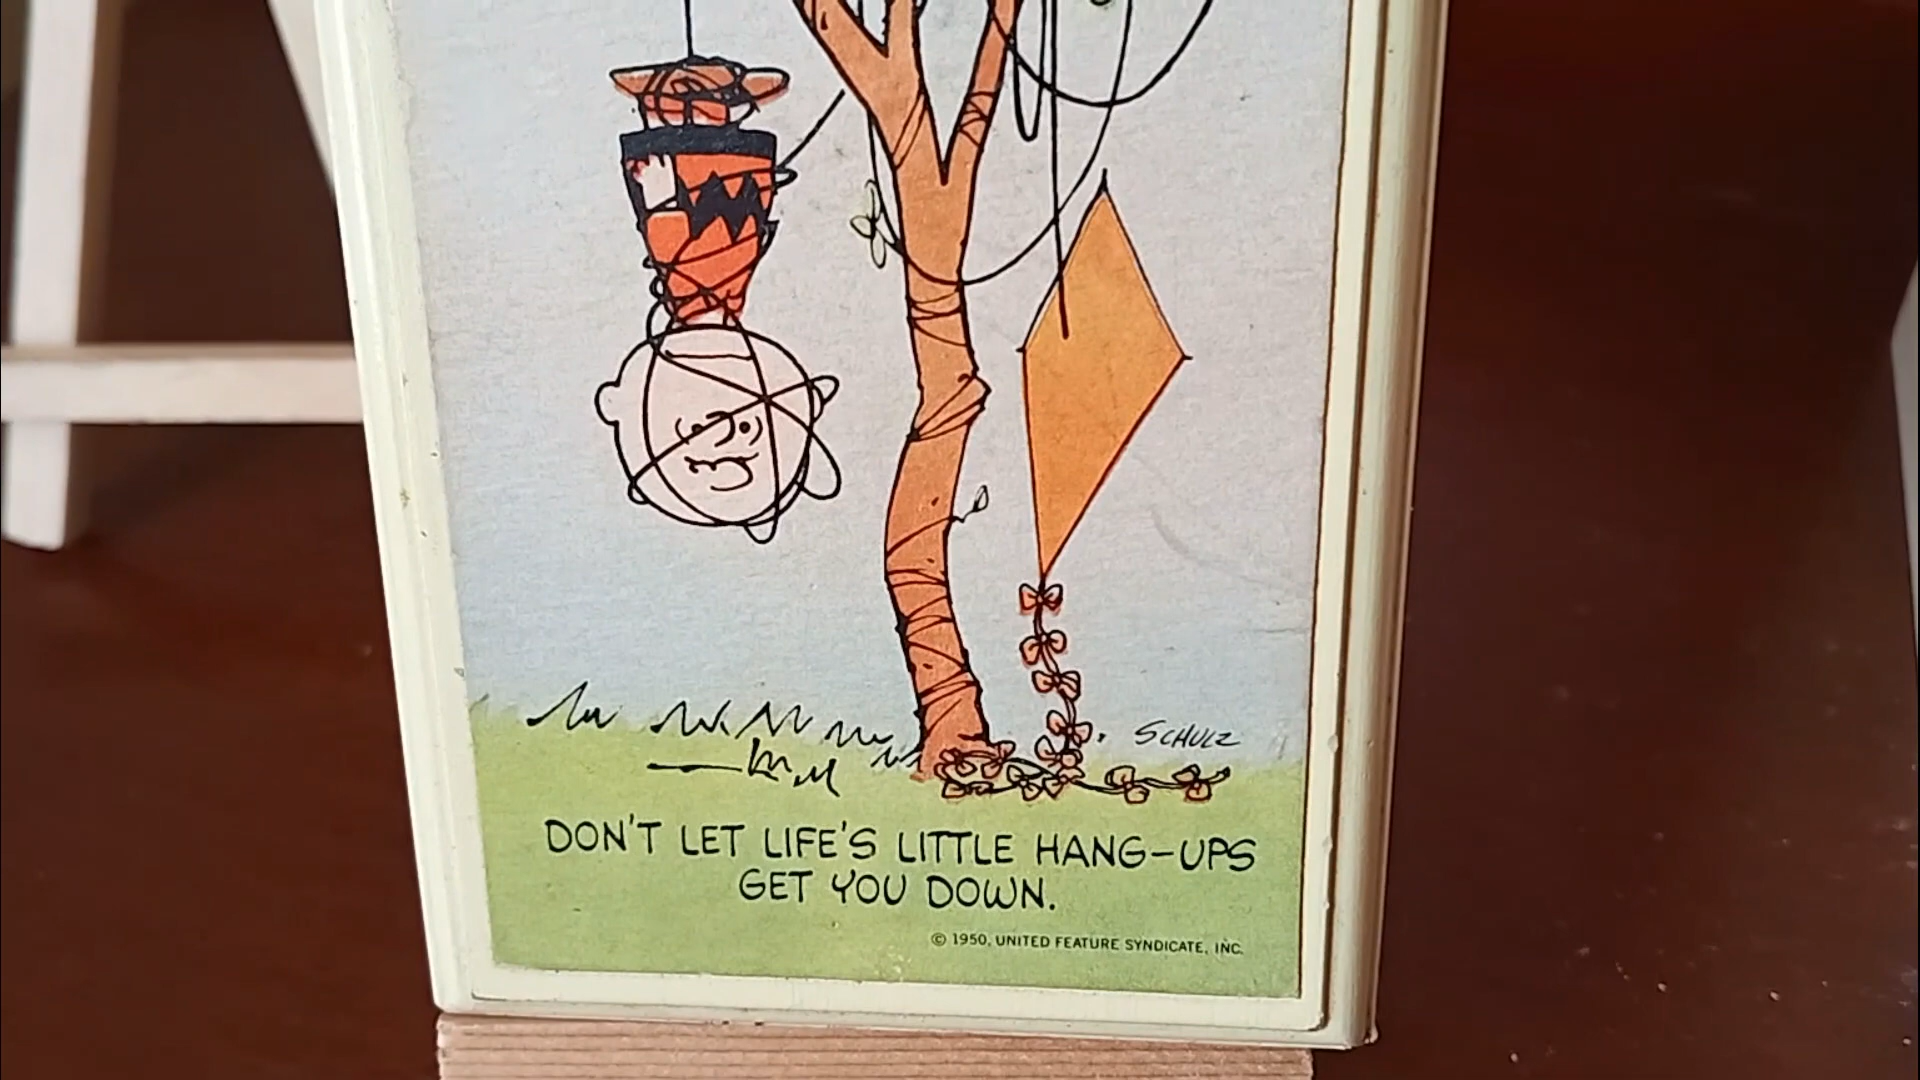 SCHULZ
DON'T LET LIFE'S LITTLE HANG-UPS
GET YOU DOWN.
© 1950, UNITED FEATURE SYNDICATE, INC.